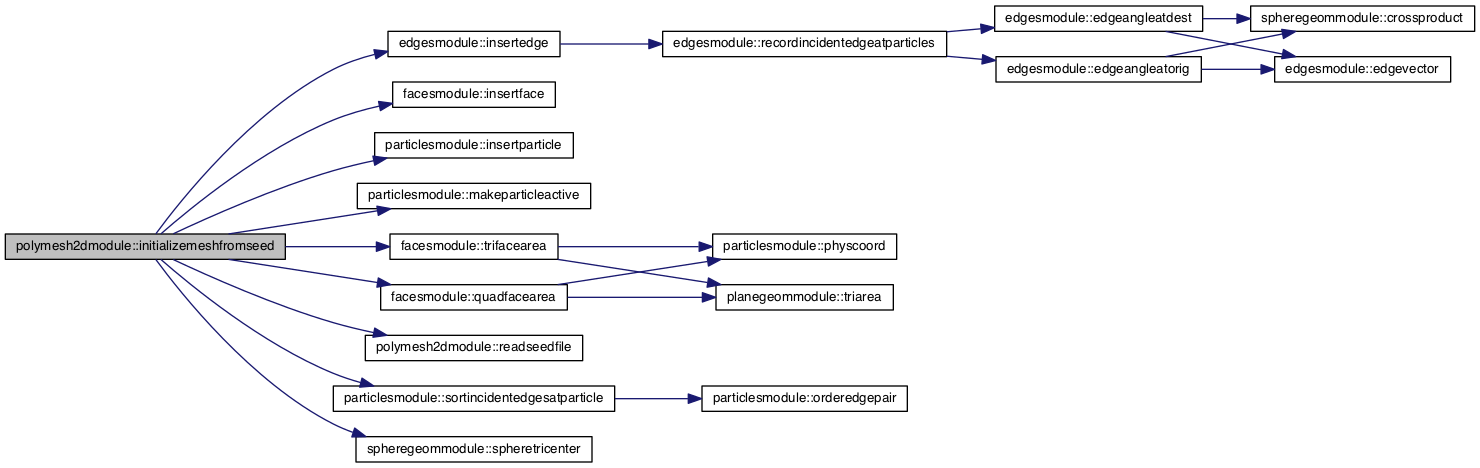 polymesh2dmodule::initializemeshfromseed
edgesmodule::insertedge
edgesmodule::recordincidentedgeatparticles
edgesmodule::edgeangleatdest
spheregeommodule::crossproduct
edgesmodule::edgeangleatorig
edgesmodule::edgevector
facesmodule::insertface
particlesmodule::insertparticle
particlesmodule::makeparticleactive
facesmodule::trifacearea
particlesmodule::physcoord
facesmodule::quadfacearea
planegeommodule::triarea
polymesh2dmodule::readseedfile
particlesmodule::sortincidentedgesatparticle
particlesmodule::orderedgepair
spheregeommodule::spheretricenter